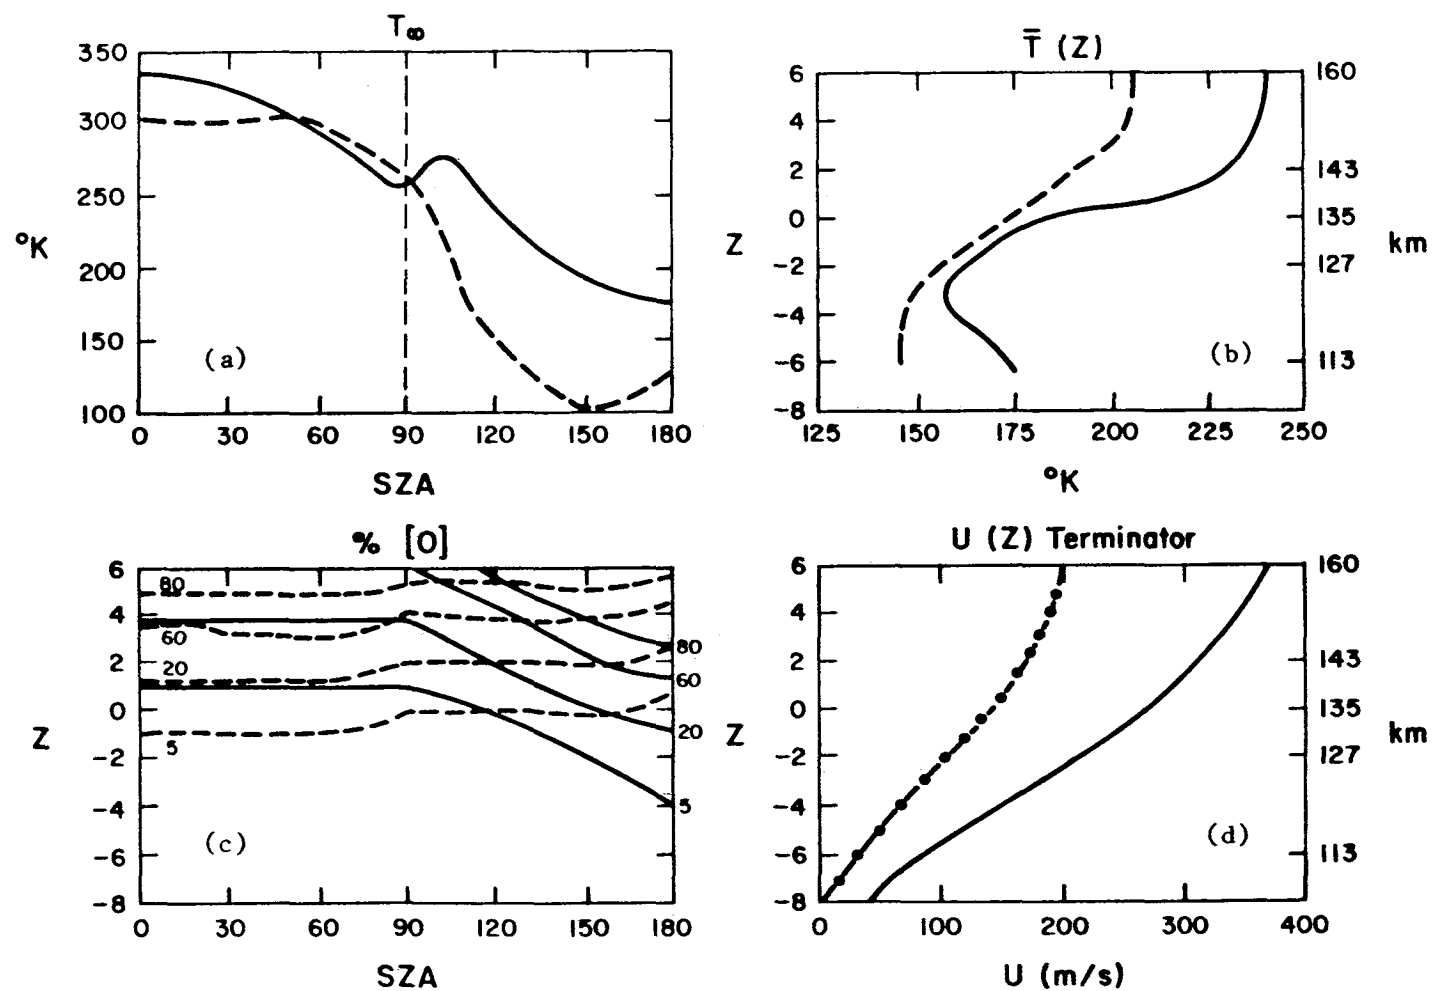 T∞
350
300
250
200
150
100
°K
(a)
0 30 60 90 120 150 180
SZA
T̿ (Z)
6
4
2
0
-2
-4
-6
-8
Z
160
143
135
127
113
km
(b)
125 150 175 200 225 250
°K
% [O]
6
4
2
0
-2
-4
-6
-8
Z
80
60
20
5
80
60
20
5
(c)
0 30 60 90 120 150 180
SZA
U (Z) Terminator
6
4
2
0
-2
-4
-6
-8
Z
160
143
135
127
113
km
(d)
0 100 200 300 400
U (m/s)